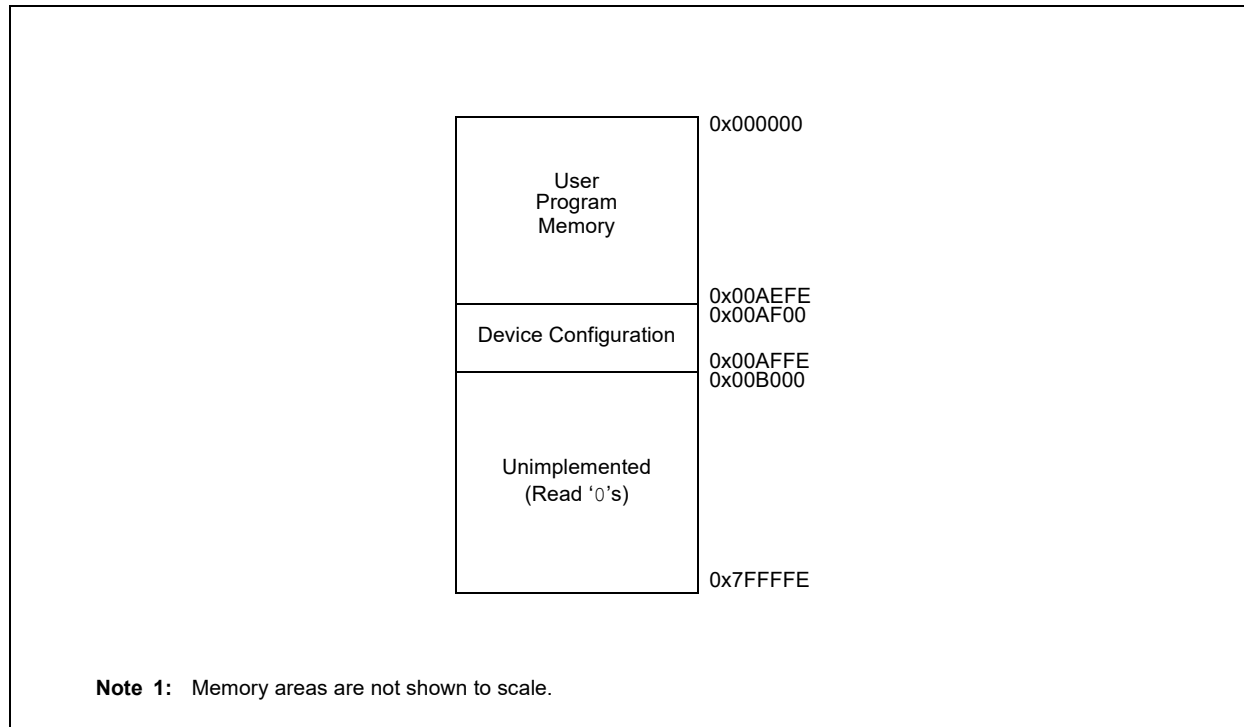 0x000000
User
Program
Memory
0x00AEFE
0x00AF00
Device Configuration
0x00AFFE
0x00B000
Unimplemented
(Read ‘0’s)
0x7FFFFE
Note 1: Memory areas are not shown to scale.